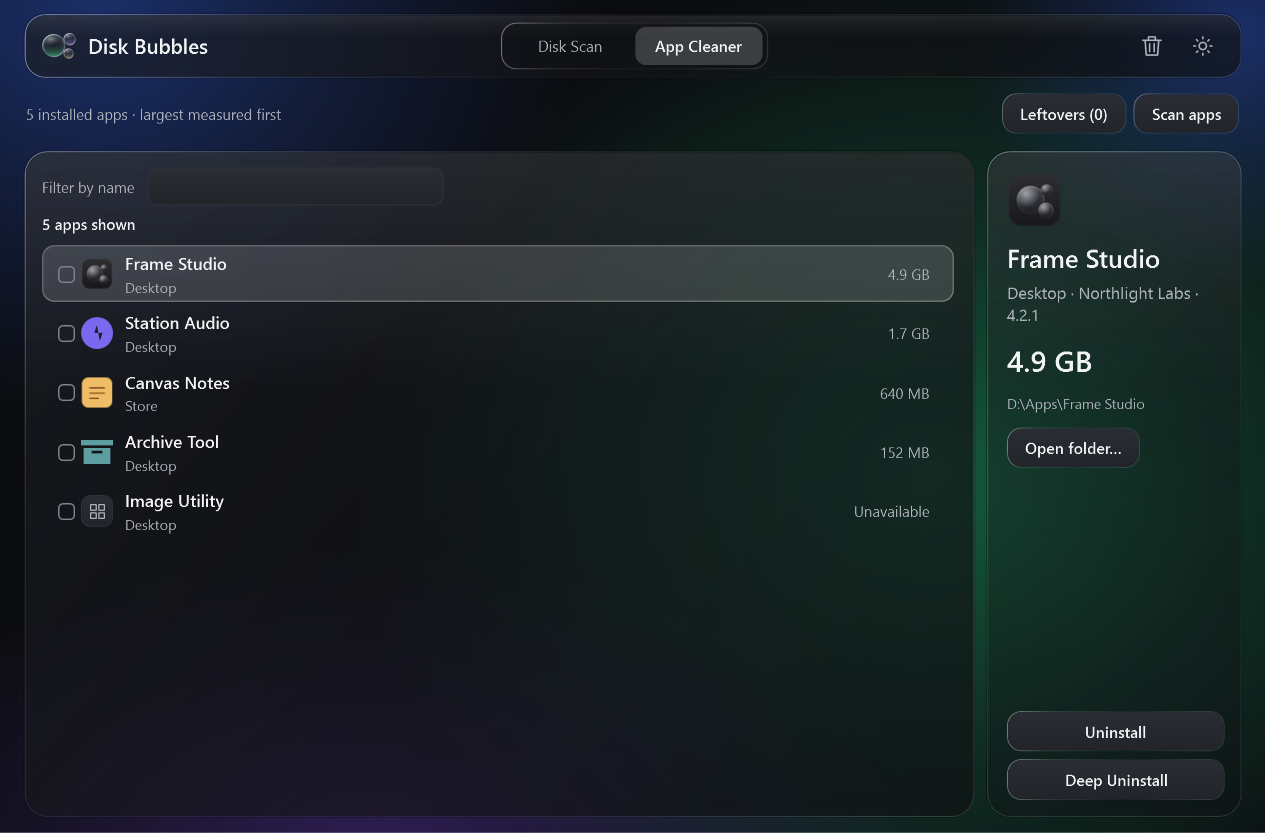 Disk Bubbles
Disk Scan
App Cleaner
5 installed apps · largest measured first
Leftovers (0)
Scan apps
Filter by name
5 apps shown
Frame Studio
Desktop
4.9 GB
Station Audio
Desktop
1.7 GB
Canvas Notes
Store
640 MB
Archive Tool
Desktop
152 MB
Image Utility
Desktop
Unavailable
Frame Studio
Desktop · Northlight Labs ·
4.2.1
4.9 GB
D:\Apps\Frame Studio
Open folder...
Uninstall
Deep Uninstall